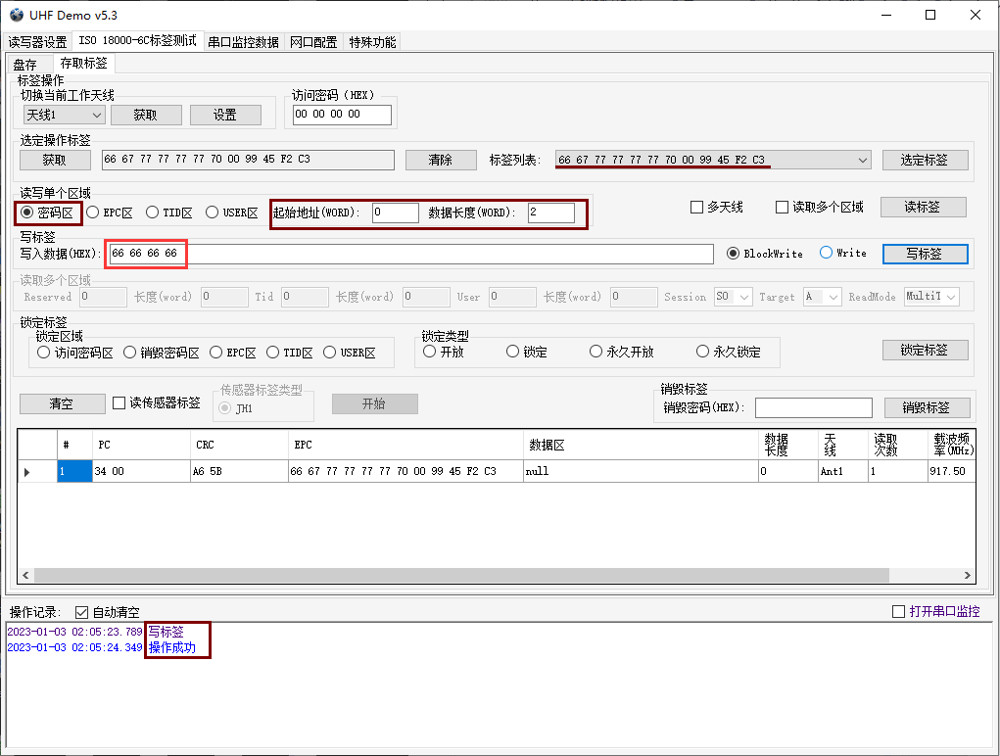 UHF Demo v5.3
读写器设置 ISO 18000-6C标签测试 串口监控数据 网口配置 特殊功能
盘存 存取标签
标签操作
切换当前工作天线 访问密码(HEX)
天线1 获取 设置 00 00 00 00
选定操作标签
获取 66 67 77 77 77 77 70 00 99 45 F2 C3 清除 标签列表: 66 67 77 77 77 77 70 00 99 45 F2 C3 选定标签
读写单个区域
密码区 EPC区 TID区 USER区 起始地址(WORD): 0 数据长度(WORD): 2 多天线 读取多个区域 读标签
写标签
写入数据(HEX): 66 66 66 66 BlockWrite Write 写标签
读取多个区域
Reserved 0 长度(word) 0 Tid 0 长度(word) 0 User 0 长度(word) 0 Session S0 Target A ReadMode MultiT
锁定标签
锁定区域 锁定类型
访问密码区 销毁密码区 EPC区 TID区 USER区 开放 锁定 永久开放 永久锁定 锁定标签
清空 读传感器标签 传感器标签类型 JH1 开始 销毁标签 销毁密码(HEX): 销毁标签
# PC CRC EPC 数据区 数据长度 天线 读取次数 载波频率(MHz)
1 34 00 A6 5B 66 67 77 77 77 77 70 00 99 45 F2 C3 null 0 Ant1 1 917.50
操作记录: 自动清空 打开串口监控
2023-01-03 02:05:23.789 写标签
2023-01-03 02:05:24.349 操作成功